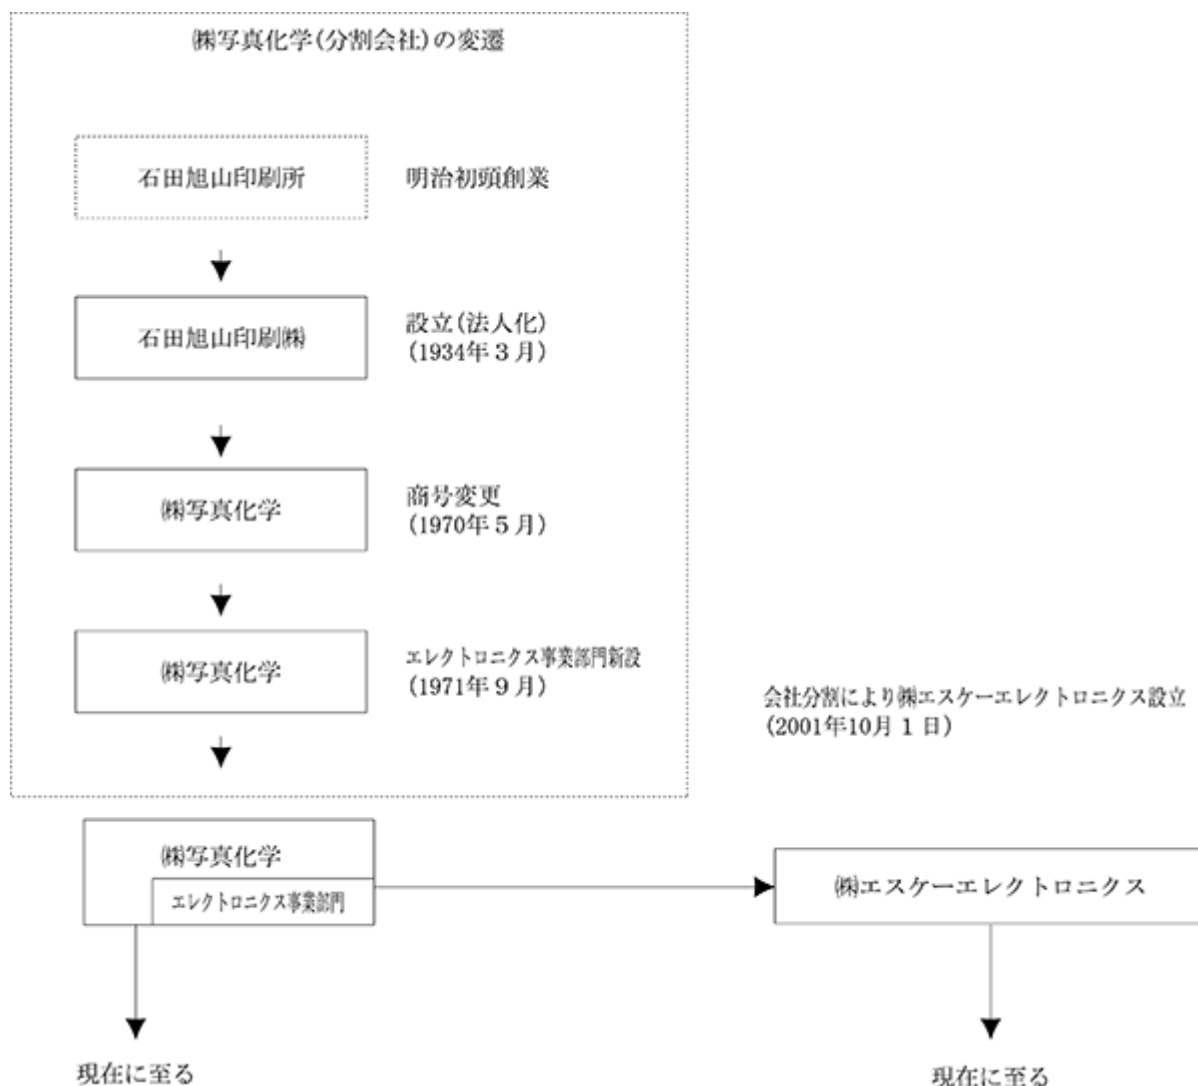 ㈱写真化学(分割会社)の変遷
石田旭山印刷所
明治初頭創業
石田旭山印刷㈱
設立(法人化)
(1934年３月)
㈱写真化学
商号変更
(1970年５月)
㈱写真化学
エレクトロニクス事業部門新設
(1971年９月)
会社分割により㈱エスケーエレクトロニクス設立
(2001年10月１日)
㈱写真化学
エレクトロニクス事業部門
㈱エスケーエレクトロニクス
現在に至る
現在に至る